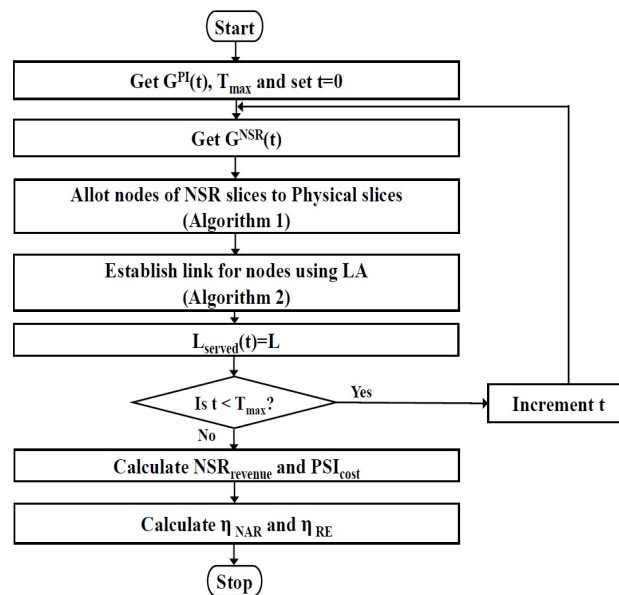 Start
Get G^PI(t), T_max and set t=0
Get G^NSR(t)
Allot nodes of NSR slices to Physical slices
(Algorithm 1)
Establish link for nodes using LA
(Algorithm 2)
L_served(t)=L
Is t < T_max?
Yes
Increment t
No
Calculate NSR_revenue and PSI_cost
Calculate η_NAR and η_RE
Stop